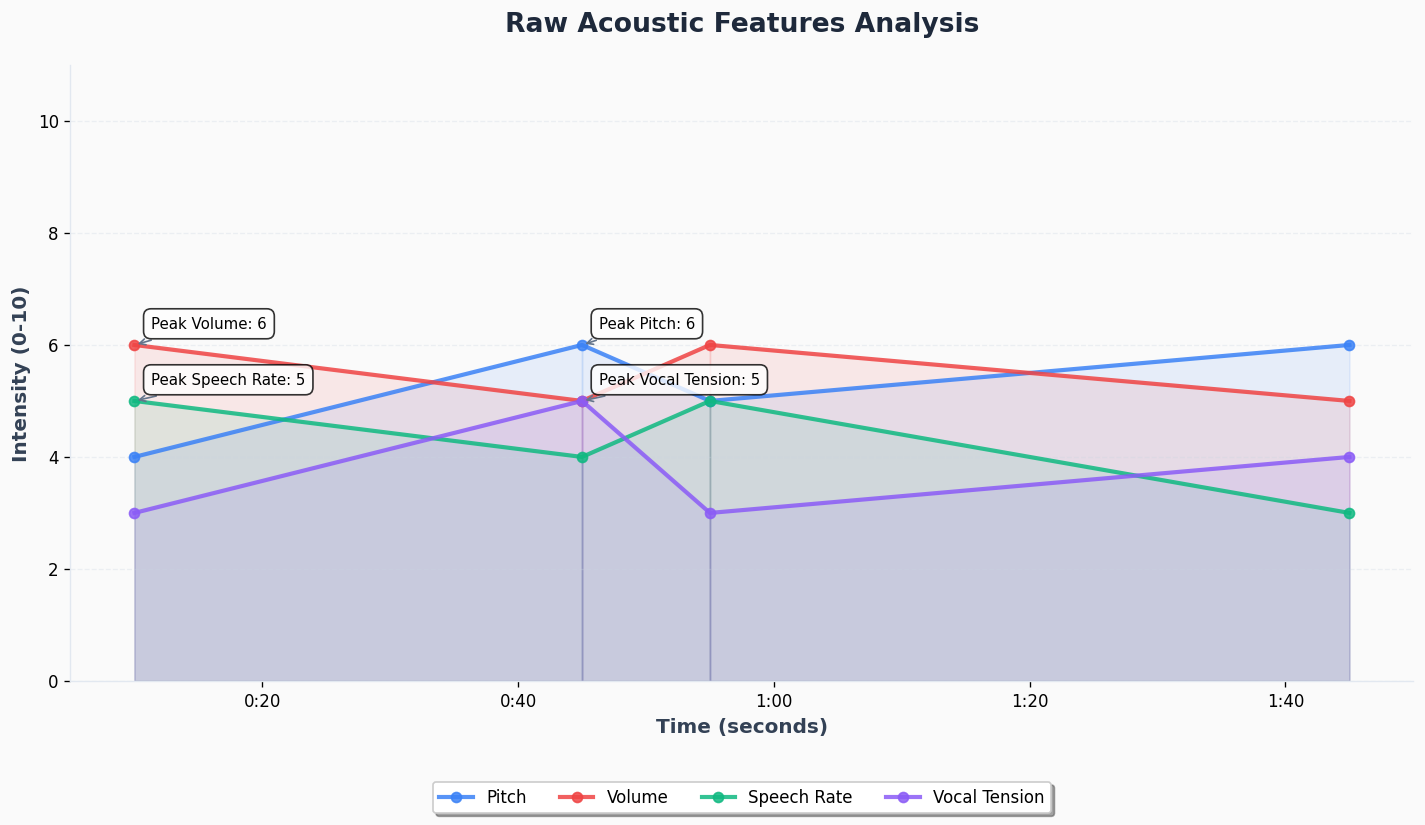 Raw Acoustic Features Analysis
Intensity (0-10)
10
8
6
4
2
0
Peak Volume: 6
Peak Pitch: 6
Peak Speech Rate: 5
Peak Vocal Tension: 5
0:20
0:40
1:00
1:20
1:40
Time (seconds)
Pitch
Volume
Speech Rate
Vocal Tension